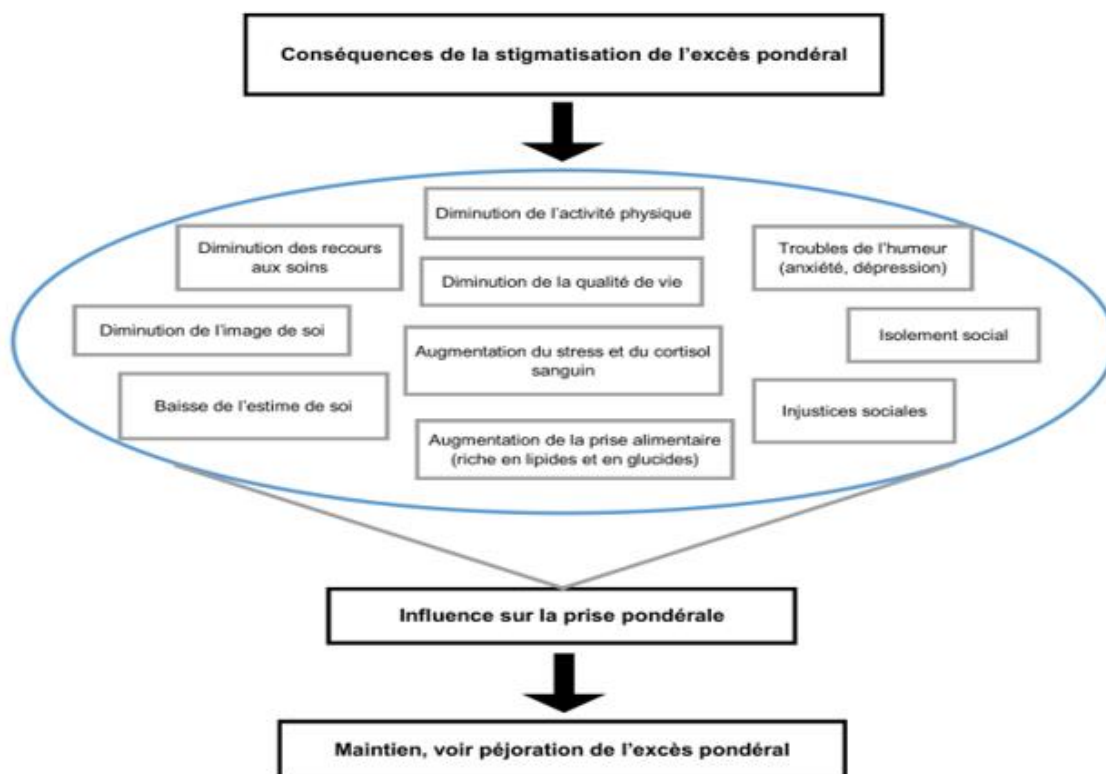 Conséquences de la stigmatisation de l'excès pondéral
Diminution de l'activité physique
Diminution des recours
aux soins
Troubles de l'humeur
(anxiété, dépression)
Diminution de la qualité de vie
Diminution de l'image de soi
Isolement social
Augmentation du stress et du cortisol
sanguin
Baisse de l'estime de soi
Injustices sociales
Augmentation de la prise alimentaire
(riche en lipides et en glucides)
Influence sur la prise pondérale
Maintien, voir péjoration de l'excès pondéral